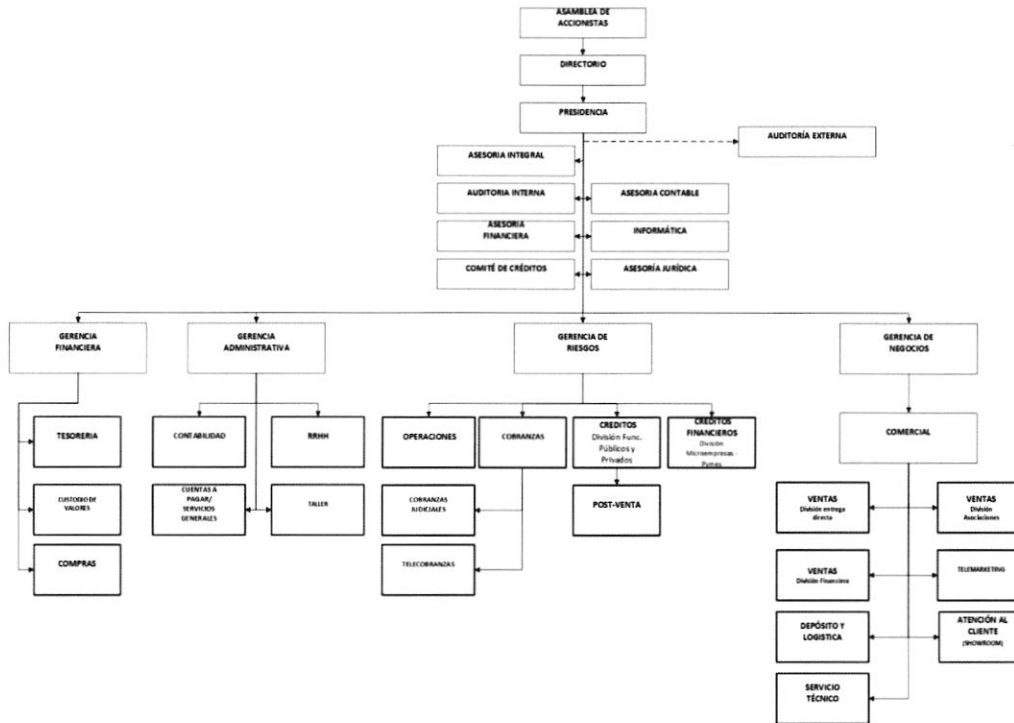 ASAMBLEA DE
ACCIONISTAS
DIRECTORIO
PRESIDENCIA
AUDITORÍA EXTERNA
ASESORIA INTEGRAL
AUDITORIA INTERNA
ASESORIA CONTABLE
ASESORIA
FINANCIERA
INFORMÁTICA
COMITÉ DE CRÉDITOS
ASESORÍA JURÍDICA
GERENCIA
FINANCIERA
GERENCIA
ADMINISTRATIVA
GERENCIA DE
RIESGOS
GERENCIA DE
NEGOCIOS
TESORERIA
CONTABILIDAD
RRHH
OPERACIONES
COBRANZAS
CREDITOS
División Func.
Públicos y
Privados
CREDITOS
FINANCIEROS
División
Microempresas -
Pymes
COMERCIAL
CUSTODIO DE
VALORES
CUENTAS A
PAGAR/
SERVICIOS
GENERALES
TALLER
COBRANZAS
JUDICIALES
POST-VENTA
VENTAS
División entrega
directa
VENTAS
División
Asociaciones
COMPRAS
TELECOBRANZAS
VENTAS
División Financiera
TELEMARKETING
DEPÓSITO Y
LOGISTICA
ATENCIÓN AL
CLIENTE
(SHOWROOM)
SERVICIO
TÉCNICO